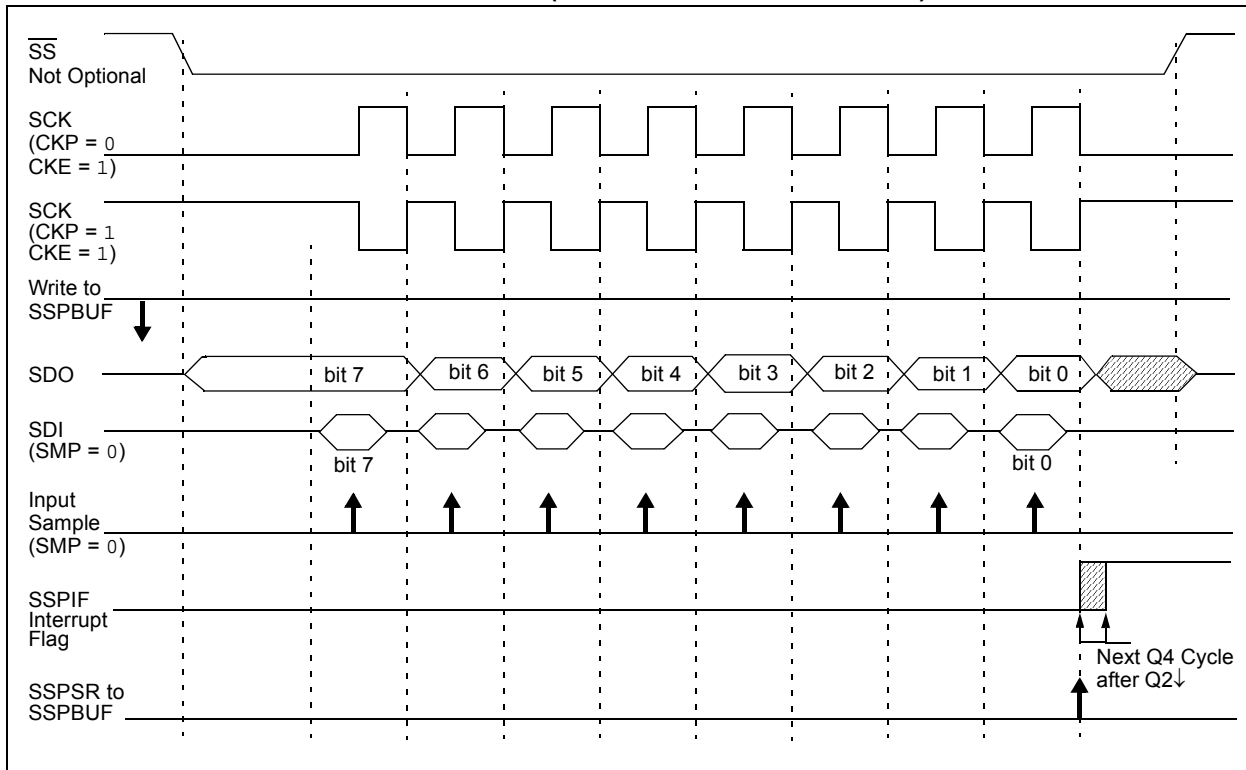 SS
Not Optional
SCK
(CKP = 0
CKE = 1)
SCK
(CKP = 1
CKE = 1)
Write to
SSPBUF
SDO
bit 7 bit 6 bit 5 bit 4 bit 3 bit 2 bit 1 bit 0
SDI
(SMP = 0)
bit 7 bit 0
Input
Sample
(SMP = 0)
SSPIF
Interrupt
Flag
Next Q4 Cycle
after Q2↓
SSPSR to
SSPBUF